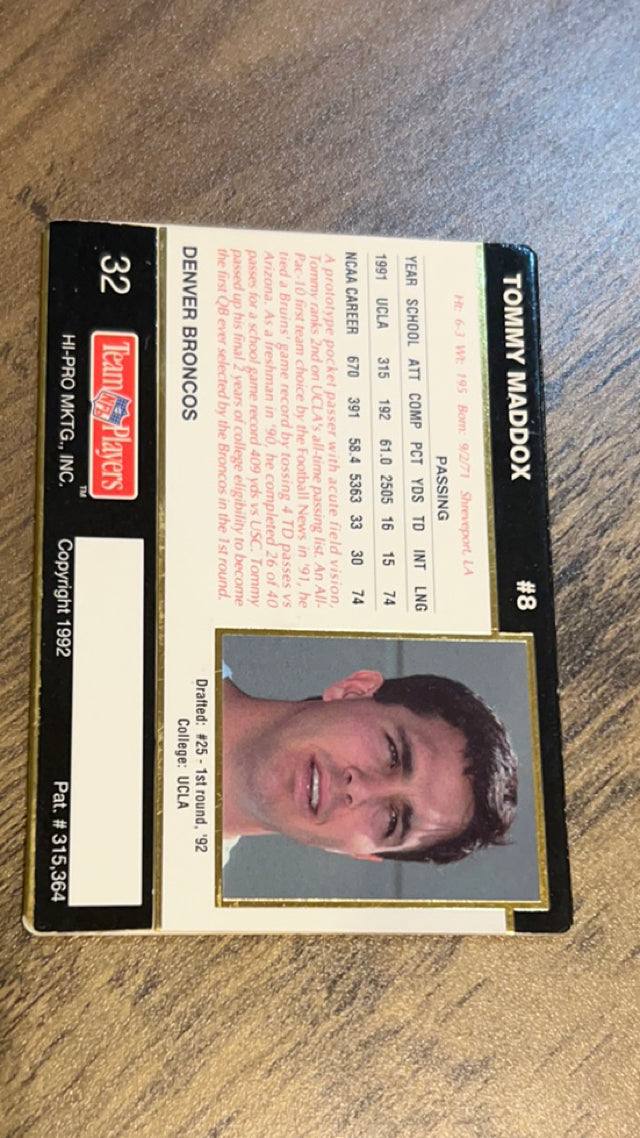 TOMMY MADDOX #8
Ht: 6-3 Wt: 195 Born: 9/2/71 Shreveport, LA
PASSING
YEAR SCHOOL ATT COMP PCT YDS TD INT LNG
1991 UCLA 315 192 61.0 2505 16 15 74
NCAA CAREER 670 391 58.4 5363 33 30 74
A prototype pocket passer with acute field vision,
Tommy ranks 2nd on UCLA's all-time passing list. An All-
Pac 10 first team choice by the Football News in '91, he
tied a Bruins' game record by tossing 4 TD passes vs
Arizona. As a freshman in '90, he completed 26 of 40
passes for a school game record 409 yds vs USC. Tommy
passed up his final 2 years of college eligibility to become
the first QB ever selected by the Broncos in the 1st round.
Drafted: #25 - 1st round, '92
College: UCLA
DENVER BRONCOS
32
Team NFL Players
TM
HI-PRO MKTG., INC. Copyright 1992 Pat. # 315,364